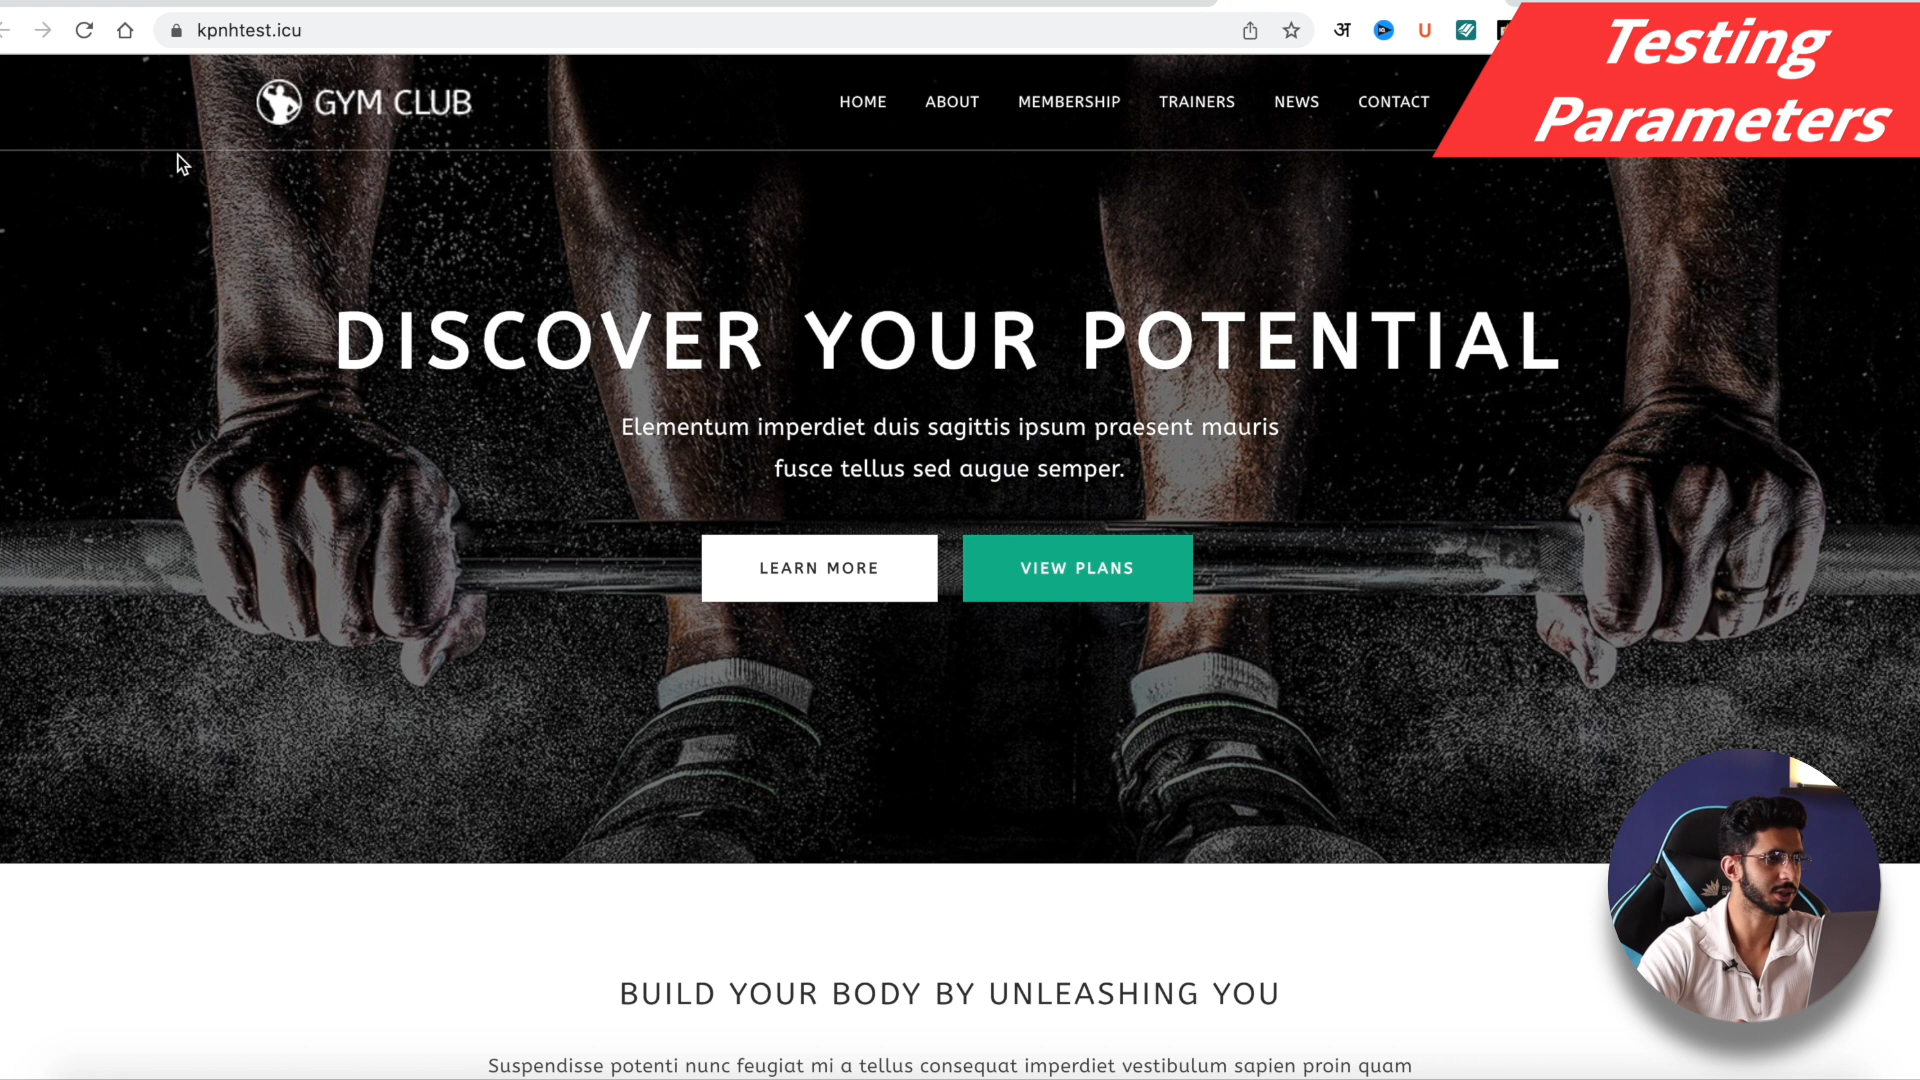 kpnhtest.icu
अ
U
Testing
Parameters
GYM CLUB
HOME ABOUT MEMBERSHIP TRAINERS NEWS CONTACT
DISCOVER YOUR POTENTIAL
Elementum imperdiet duis sagittis ipsum praesent mauris
fusce tellus sed augue semper.
LEARN MORE VIEW PLANS
BUILD YOUR BODY BY UNLEASHING YOU
Suspendisse potenti nunc feugiat mi a tellus consequat imperdiet vestibulum sapien proin quam